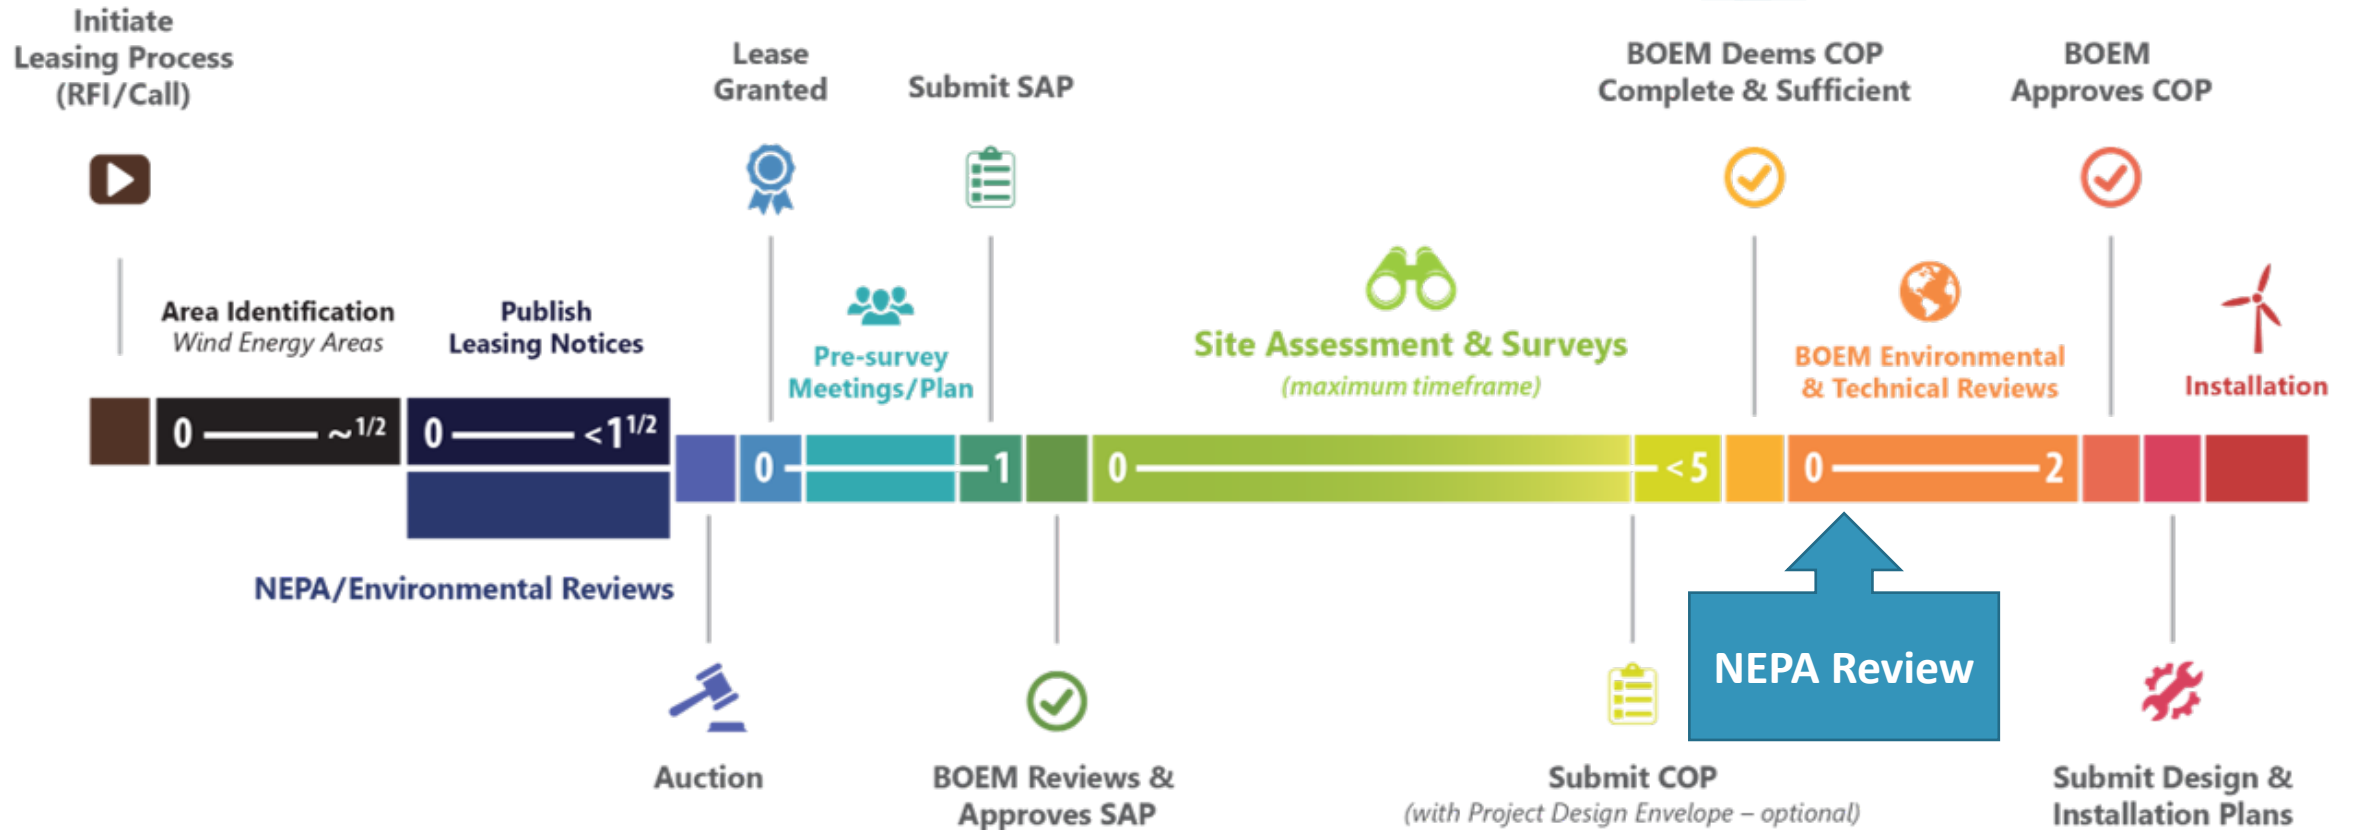 Initiate
Leasing Process
(RFI/Call)
Lease
Granted
Submit SAP
BOEM Deems COP
Complete & Sufficient
BOEM
Approves COP
Area Identification
Wind Energy Areas
Publish
Leasing Notices
Pre-survey
Meetings/Plan
Site Assessment & Surveys
(maximum timeframe)
BOEM Environmental
& Technical Reviews
Installation
0 ~1/2
0 <1 1/2
0 1
0 <5
0 2
NEPA/Environmental Reviews
NEPA Review
Auction
BOEM Reviews &
Approves SAP
Submit COP
(with Project Design Envelope – optional)
Submit Design &
Installation Plans